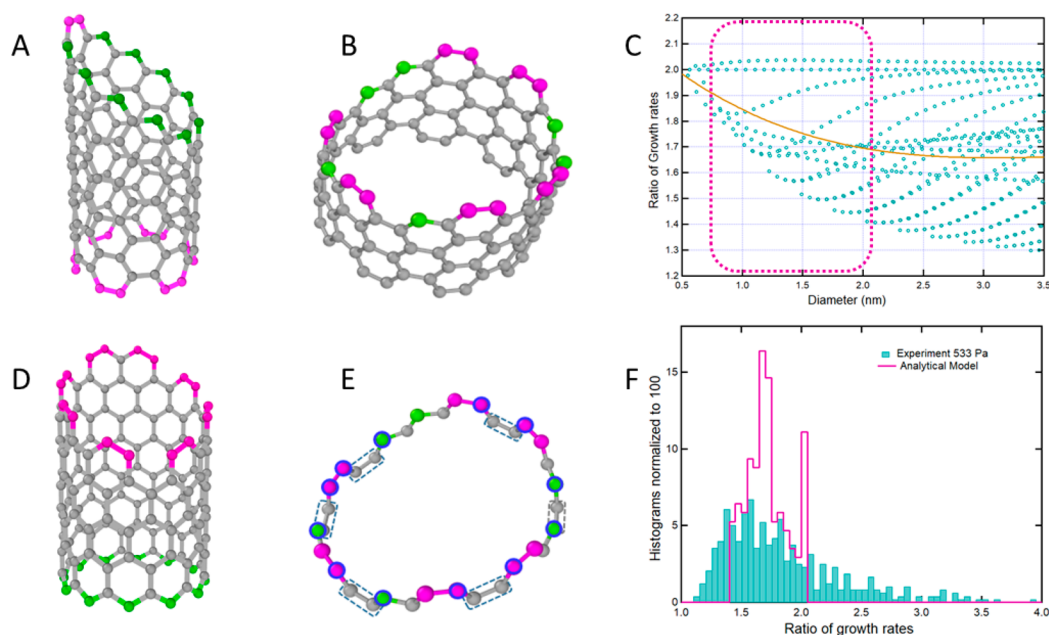 A
B
C
2.2
2.1
2.0
1.9
1.8
1.7
1.6
1.5
1.4
1.3
1.2
Ratio of Growth rates
0.5
1.0
1.5
2.0
2.5
3.0
3.5
Diameter (nm)
D
E
F
Experiment 533 Pa
Analytical Model
15
10
5
0
Histograms normalized to 100
1.0
1.5
2.0
2.5
3.0
3.5
4.0
Ratio of growth rates